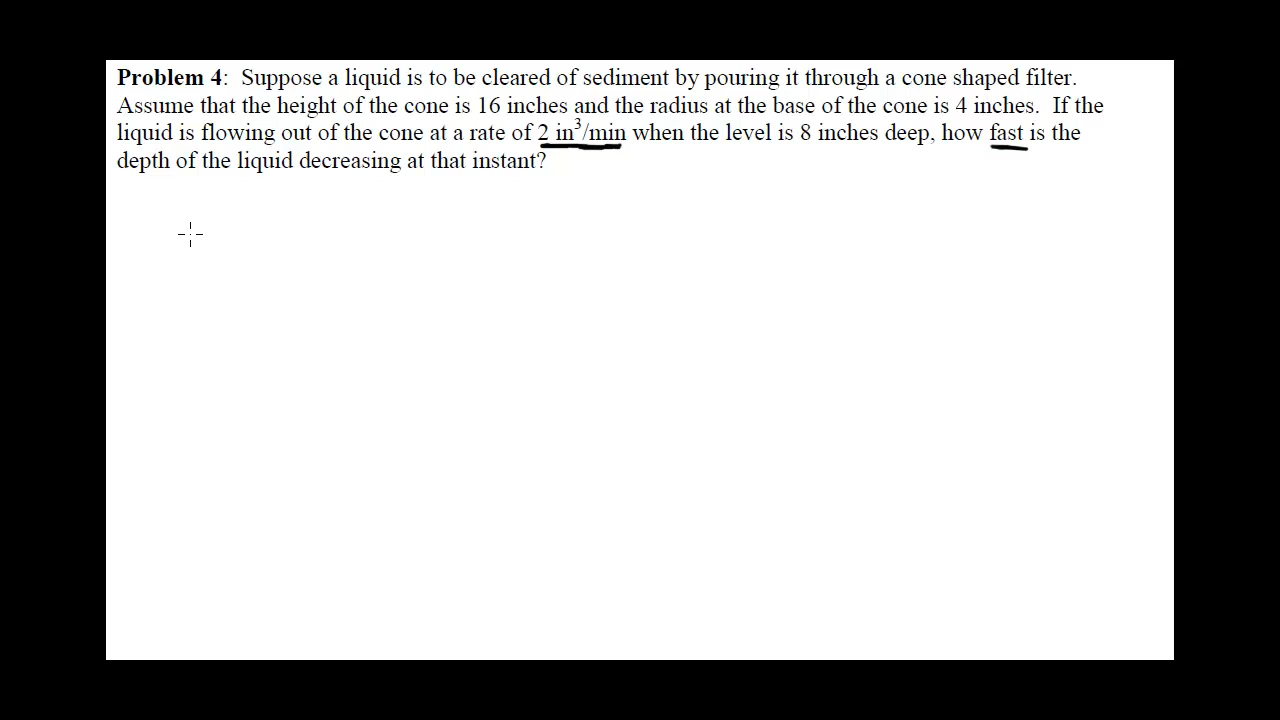 Problem 4: Suppose a liquid is to be cleared of sediment by pouring it through a cone shaped filter.
Assume that the height of the cone is 16 inches and the radius at the base of the cone is 4 inches. If the
liquid is flowing out of the cone at a rate of 2 in³/min when the level is 8 inches deep, how fast is the
depth of the liquid decreasing at that instant?